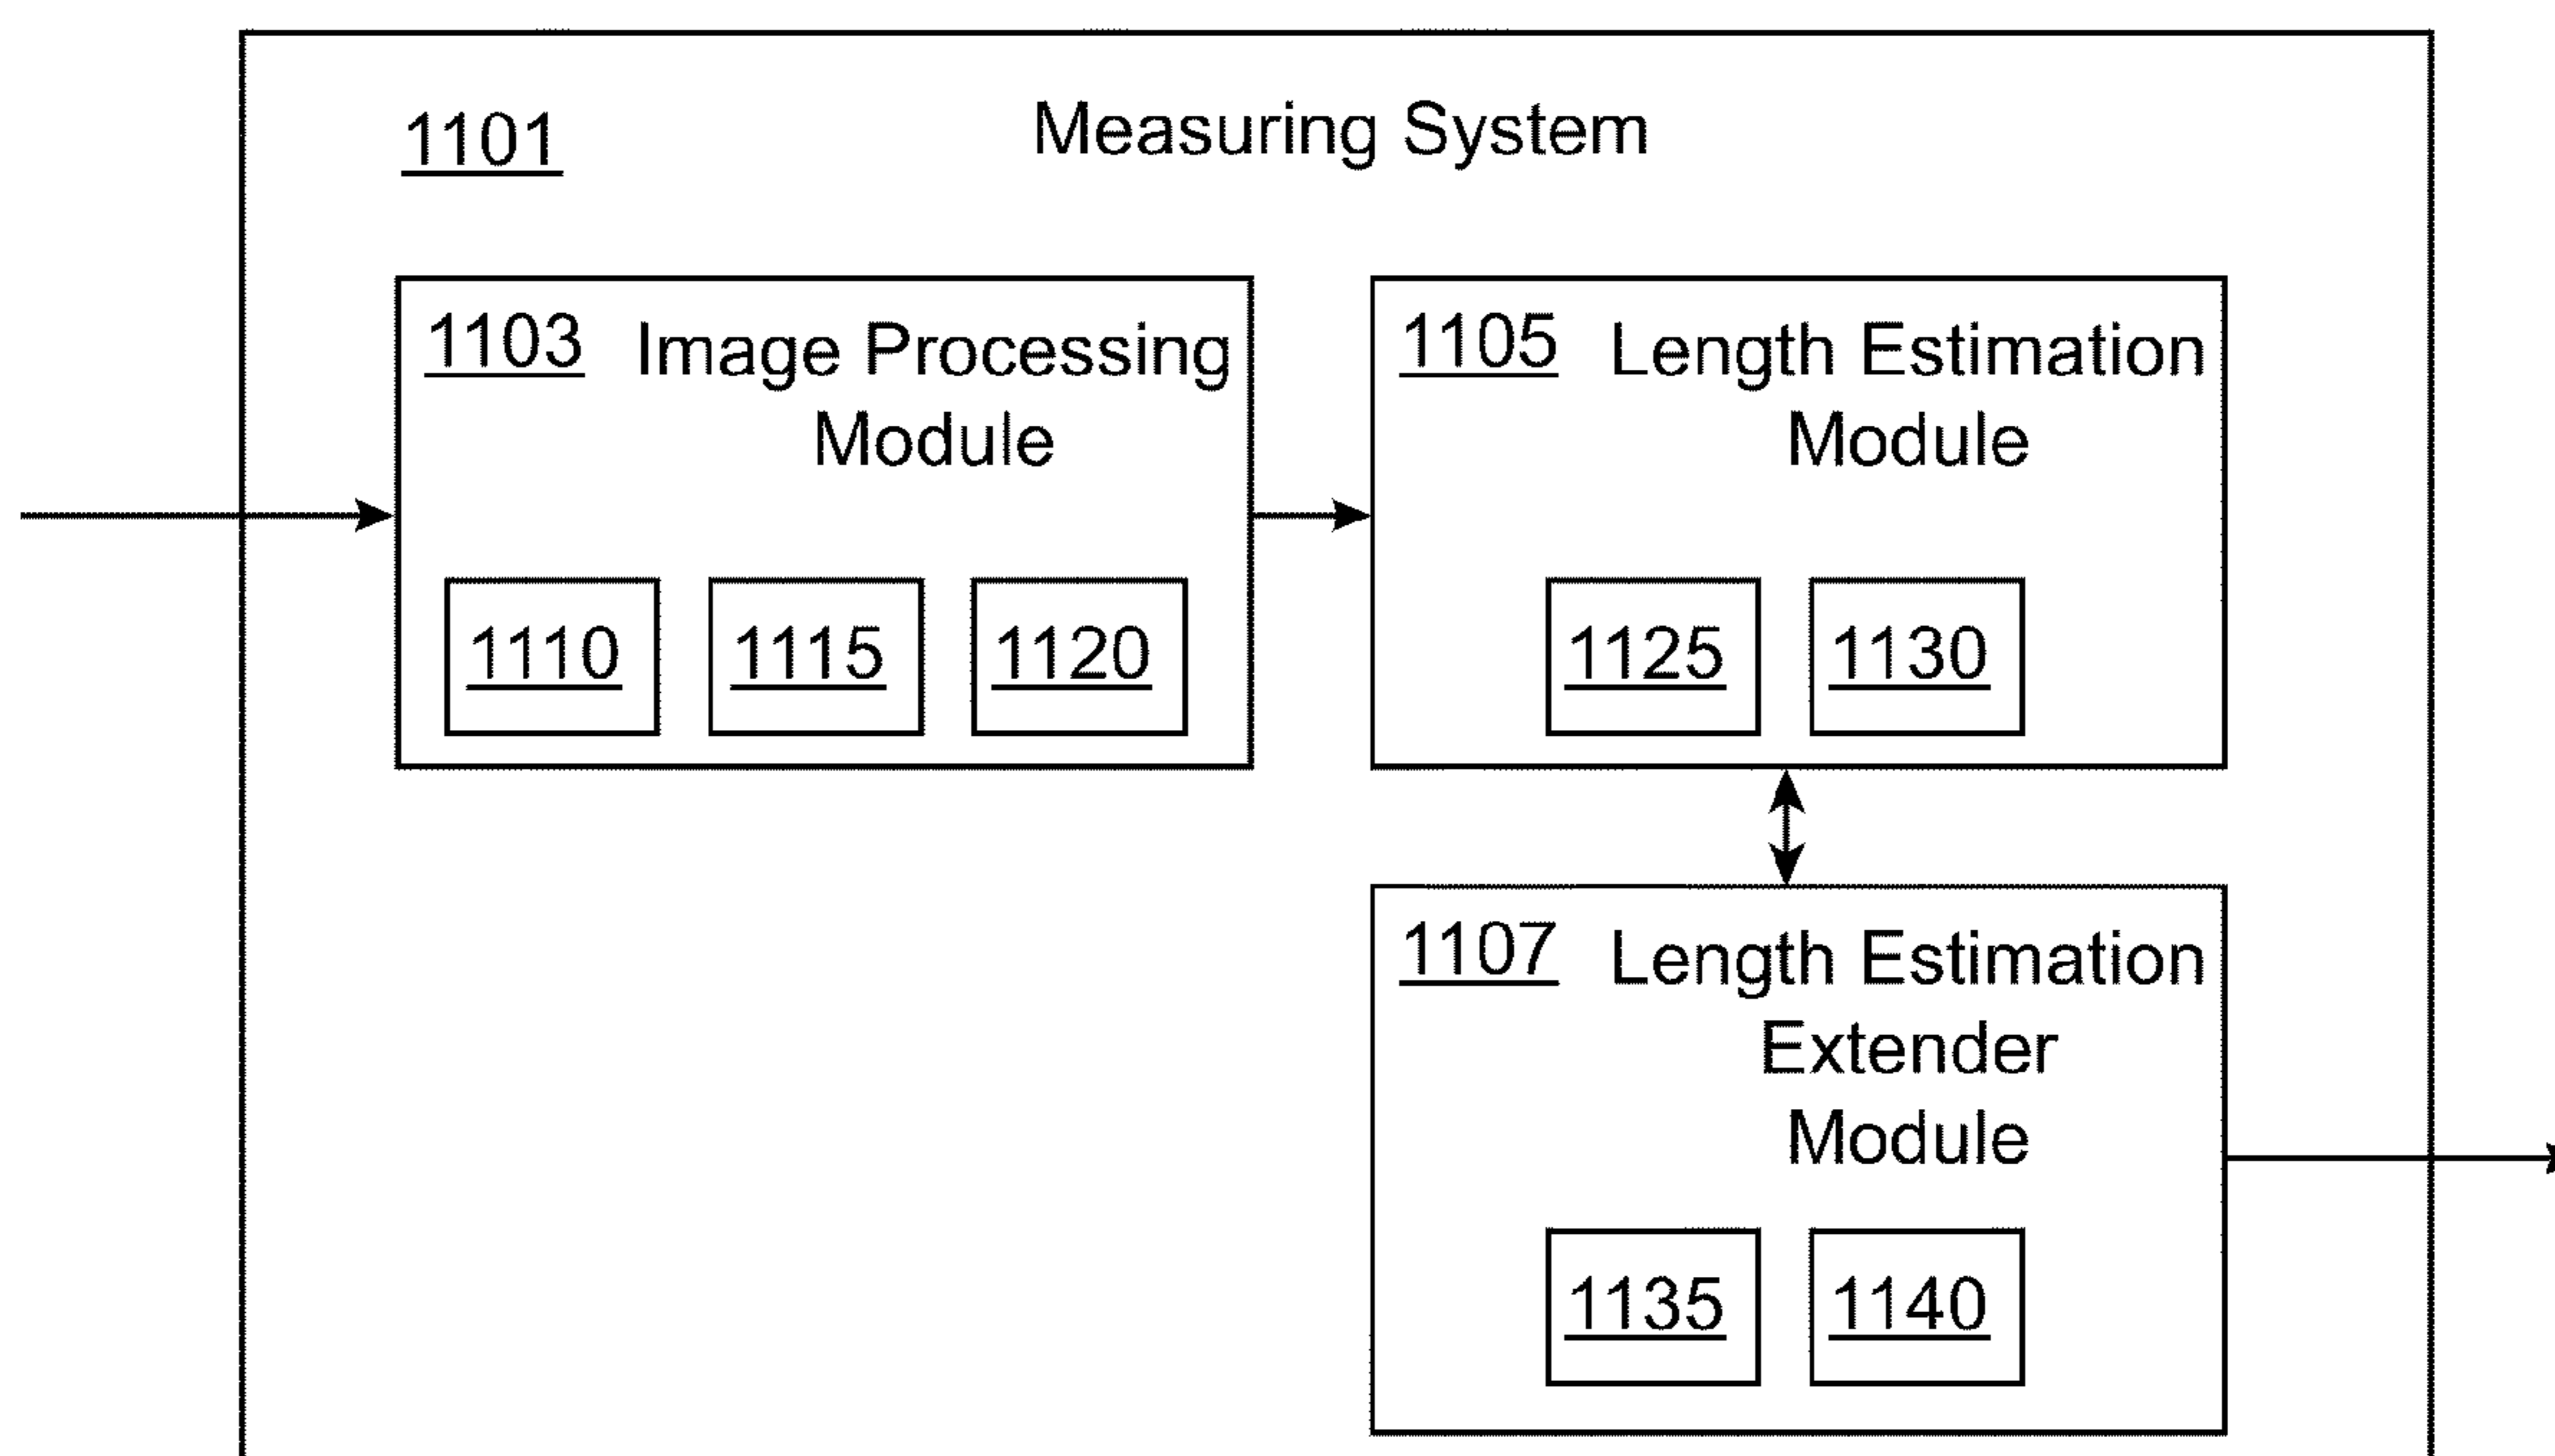 1101
Measuring System
1103 Image Processing
Module
1110 1115 1120
1105 Length Estimation
Module
1125 1130
1107 Length Estimation
Extender
Module
1135 1140